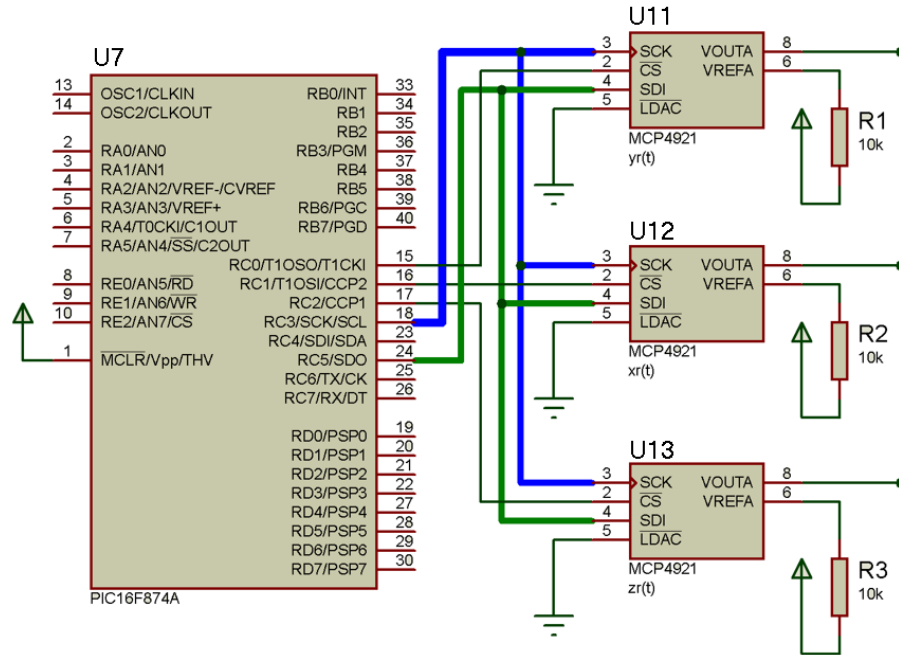 U7
13 OSC1/CLKIN
14 OSC2/CLKOUT
2 RA0/AN0
3 RA1/AN1
4 RA2/AN2/VREF-/CVREF
5 RA3/AN3/VREF+
6 RA4/T0CKI/C1OUT
7 RA5/AN4/SS/C2OUT
8 RE0/AN5/RD
9 RE1/AN6/WR
10 RE2/AN7/CS
1 MCLR/Vpp/THV
RB0/INT 33
RB1 34
RB2 35
RB3/PGM 36
RB4 37
RB5 38
RB6/PGC 39
RB7/PGD 40
RC0/T1OSO/T1CKI 15
RC1/T1OSI/CCP2 16
RC2/CCP1 17
RC3/SCK/SCL 18
RC4/SDI/SDA 23
RC5/SDO 24
RC6/TX/CK 25
RC7/RX/DT 26
RD0/PSP0 19
RD1/PSP1 20
RD2/PSP2 21
RD3/PSP3 22
RD4/PSP4 27
RD5/PSP5 28
RD6/PSP6 29
RD7/PSP7 30
PIC16F874A
U11
3 SCK VOUTA 8
2 CS VREFA 6
4 SDI
5 LDAC
MCP4921
yr(t)
R1
10k
U12
3 SCK VOUTA 8
2 CS VREFA 6
4 SDI
5 LDAC
MCP4921
xr(t)
R2
10k
U13
3 SCK VOUTA 8
2 CS VREFA 6
4 SDI
5 LDAC
MCP4921
zr(t)
R3
10k